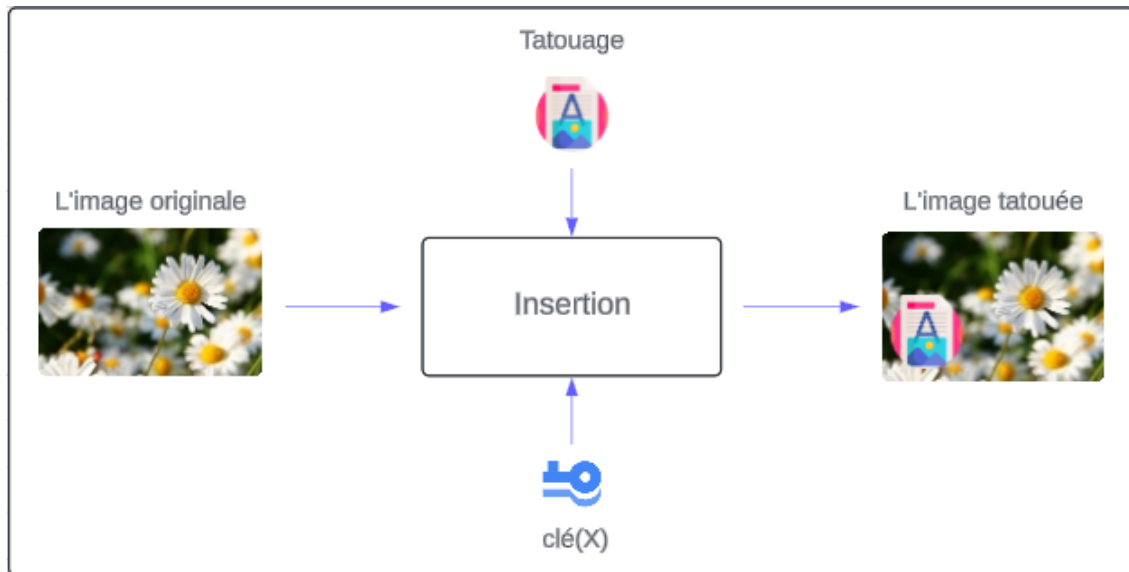 Tatouage
A
L'image originale
L'image tatouée
Insertion
A
clé(X)